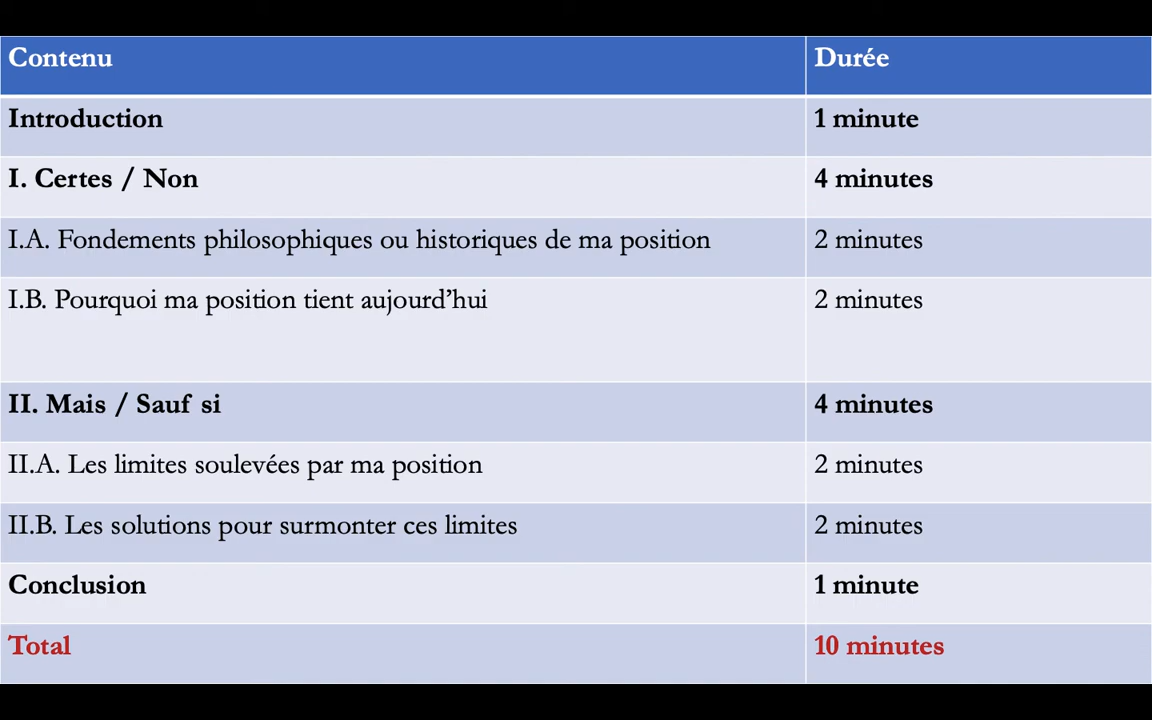 Contenu Durée
Introduction 1 minute
I. Certes / Non 4 minutes
I.A. Fondements philosophiques ou historiques de ma position 2 minutes
I.B. Pourquoi ma position tient aujourd’hui 2 minutes
II. Mais / Sauf si 4 minutes
II.A. Les limites soulevées par ma position 2 minutes
II.B. Les solutions pour surmonter ces limites 2 minutes
Conclusion 1 minute
Total 10 minutes